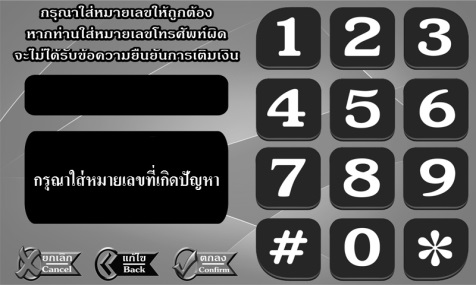 กรุณาใส่หมายเลขให้ถูกต้อง
หากท่านใส่หมายเลขโทรศัพท์ผิด
จะไม่ได้รับข้อความยืนยันการเติมเงิน
กรุณาใส่หมายเลขที่เกิดปัญหา
ยกเลิก
Cancel
แก้ไข
Back
ตกลง
Confirm
1 2 3
4 5 6
7 8 9
# 0 *